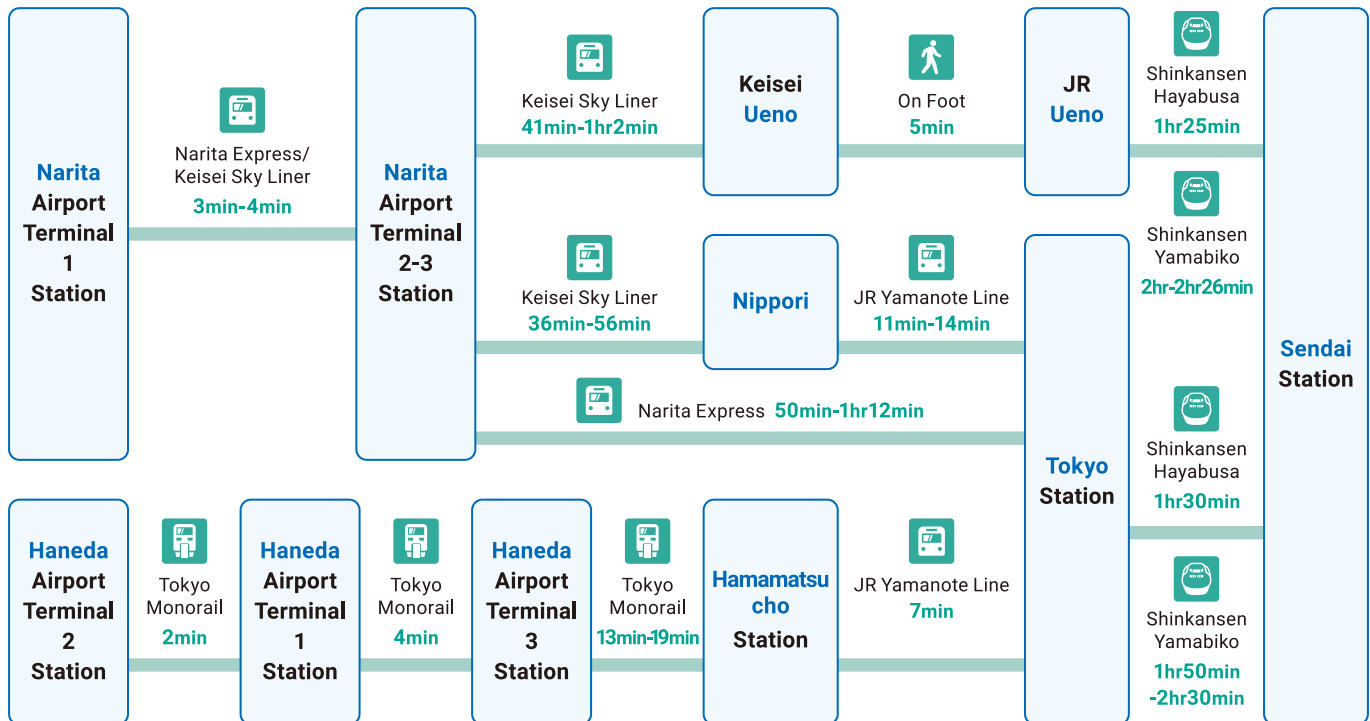 Narita
Airport
Terminal
1
Station
Narita Express/
Keisei Sky Liner
3min-4min
Narita
Airport
Terminal
2-3
Station
Keisei Sky Liner
41min-1hr2min
Keisei
Ueno
On Foot
5min
JR
Ueno
Shinkansen
Hayabusa
1hr25min
Shinkansen
Yamabiko
2hr-2hr26min
Keisei Sky Liner
36min-56min
Nippori
JR Yamanote Line
11min-14min
Narita Express 50min-1hr12min
Tokyo
Station
Shinkansen
Hayabusa
1hr30min
Shinkansen
Yamabiko
1hr50min
-2hr30min
Sendai
Station
Haneda
Airport
Terminal
2
Station
Tokyo
Monorail
2min
Haneda
Airport
Terminal
1
Station
Tokyo
Monorail
4min
Haneda
Airport
Terminal
3
Station
Tokyo
Monorail
13min-19min
Hamamatsu
cho
Station
JR Yamanote Line
7min